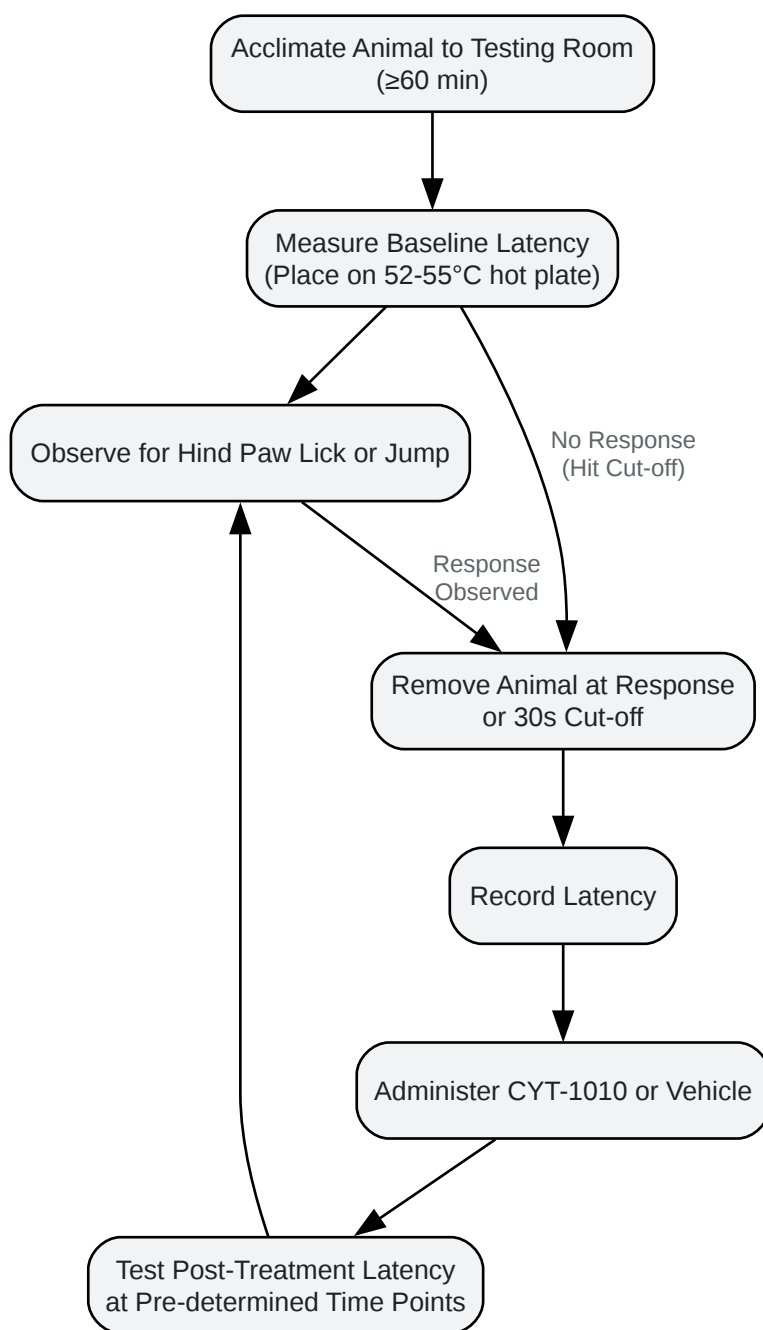 Acclimate Animal to Testing Room
(≥60 min)
Measure Baseline Latency
(Place on 52-55°C hot plate)
Observe for Hind Paw Lick or Jump
No Response
(Hit Cut-off)
Response
Observed
Remove Animal at Response
or 30s Cut-off
Record Latency
Administer CYT-1010 or Vehicle
Test Post-Treatment Latency
at Pre-determined Time Points